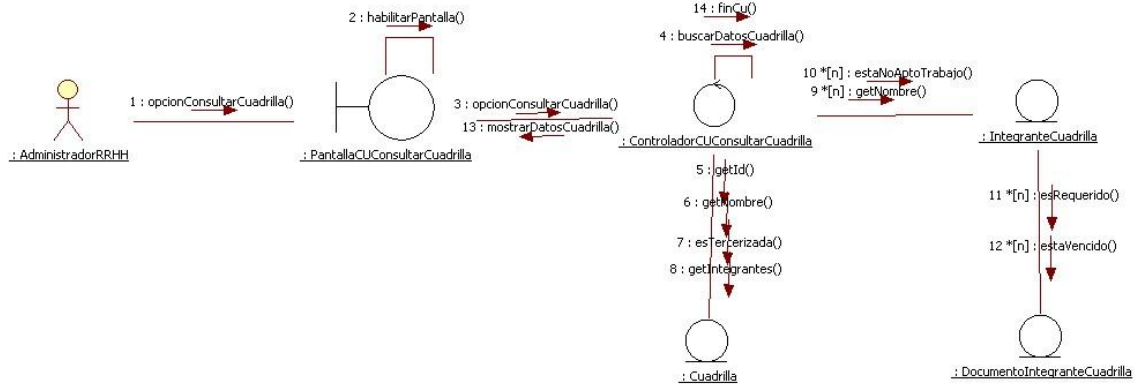 14 : finCu()
2 : habilitarPantalla()
4 : buscarDatosCuadrilla()
10 *[n] : estaNoAptoTrabajo()
9 *[n] : getNombre()
1 : opcionConsultarCuadrilla()
3 : opcionConsultarCuadrilla()
13 : mostrarDatosCuadrilla()
: AdministradorRRHH
: PantallaCUConsultarCuadrilla
: ControladorCUConsultarCuadrilla
: IntegranteCuadrilla
5 : getId()
6 : getNombre()
7 : esTercerizada()
8 : getIntegrantes()
11 *[n] : esRequerido()
12 *[n] : estaVencido()
: Cuadrilla
: DocumentoIntegranteCuadrilla